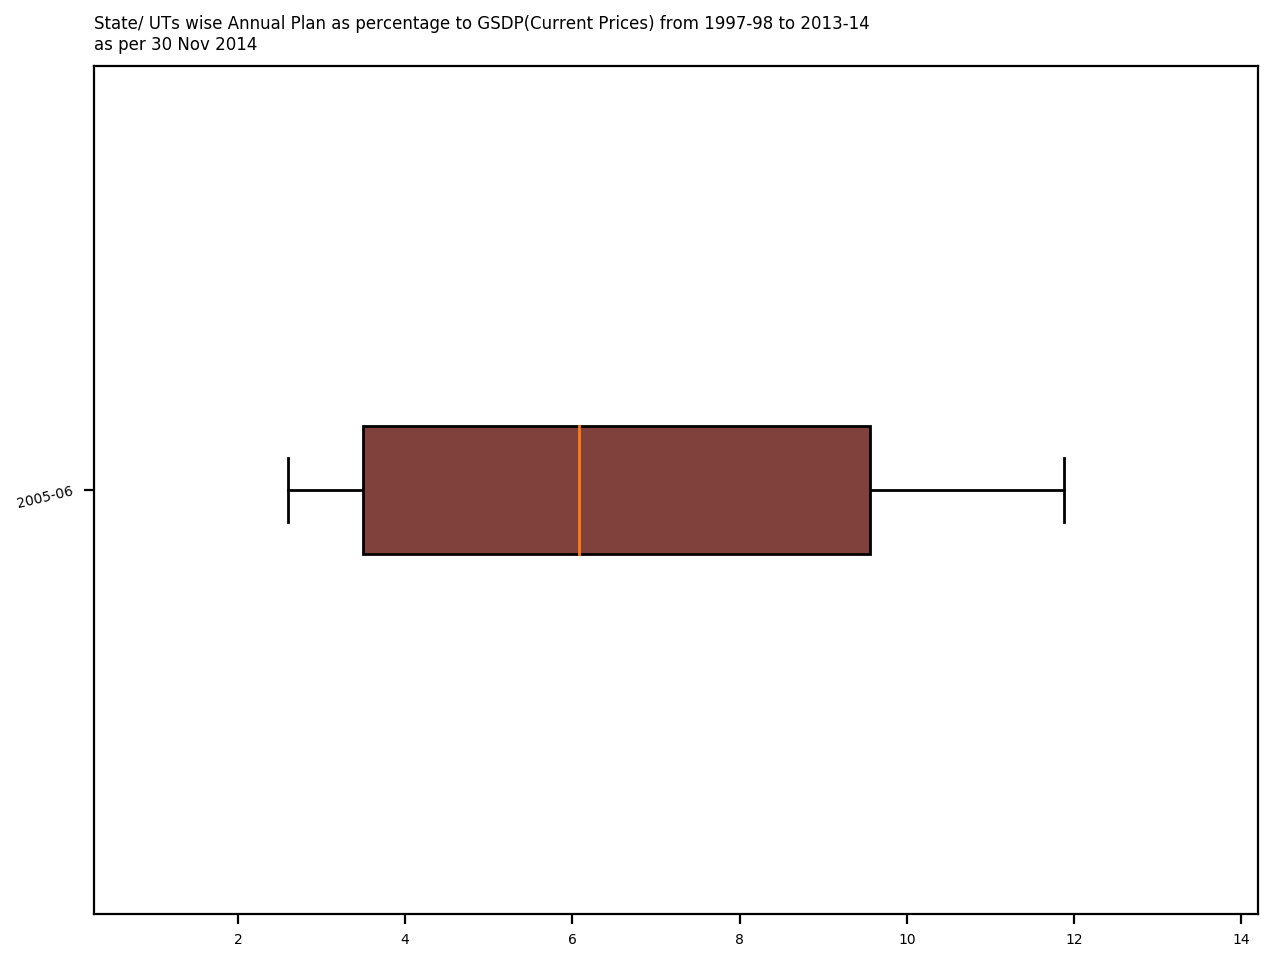 State/ UTs wise Annual Plan as percentage to GSDP(Current Prices) from 1997-98 to 2013-14
as per 30 Nov 2014
2005-06
2 4 6 8 10 12 14